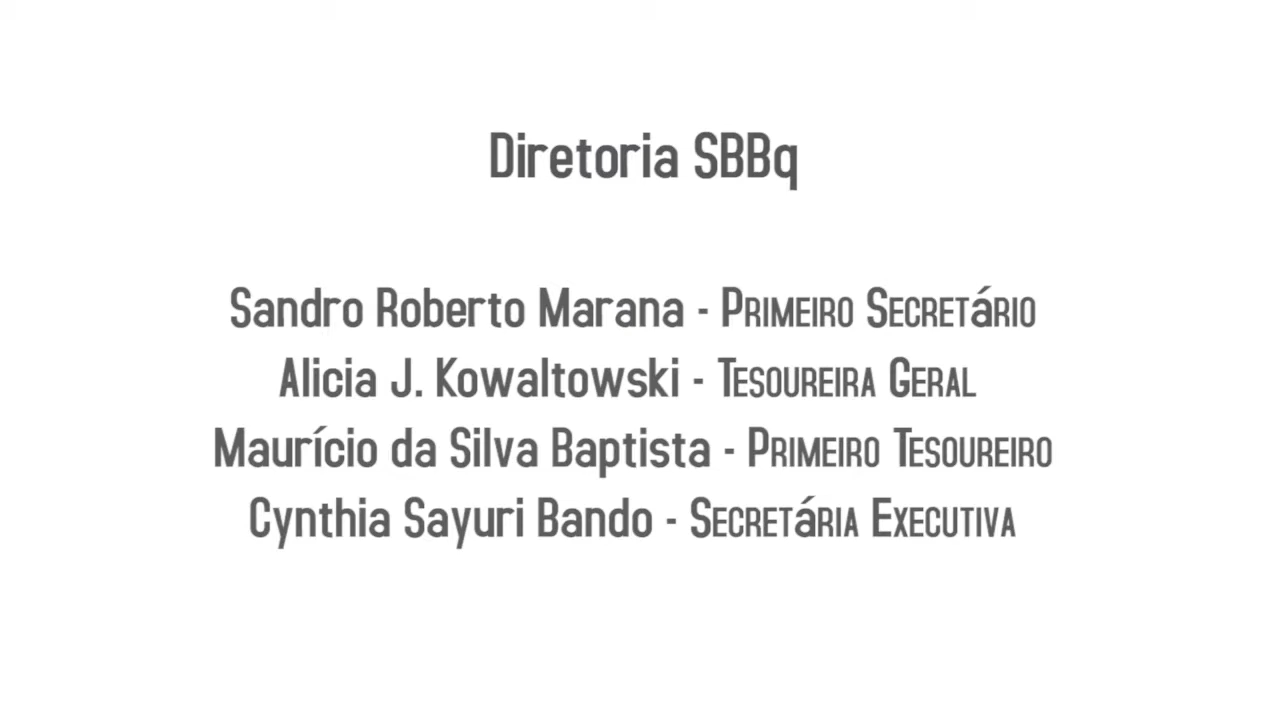 Diretoria SBBq
Sandro Roberto Marana - Primeiro Secretário
Alicia J. Kowaltowski - Tesoureira Geral
Maurício da Silva Baptista - Primeiro Tesoureiro
Cynthia Sayuri Bando - Secretária Executiva